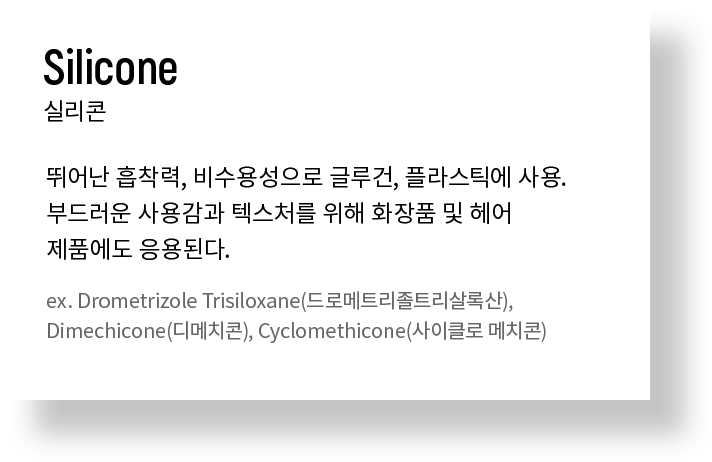 Silicone
실리콘
뛰어난 흡착력, 비수용성으로 글루건, 플라스틱에 사용.
부드러운 사용감과 텍스처를 위해 화장품 및 헤어
제품에도 응용된다.
ex. Drometrizole Trisiloxane(드로메트리졸트리살록산),
Dimechicone(디메치콘), Cyclomethicone(사이클로 메치콘)